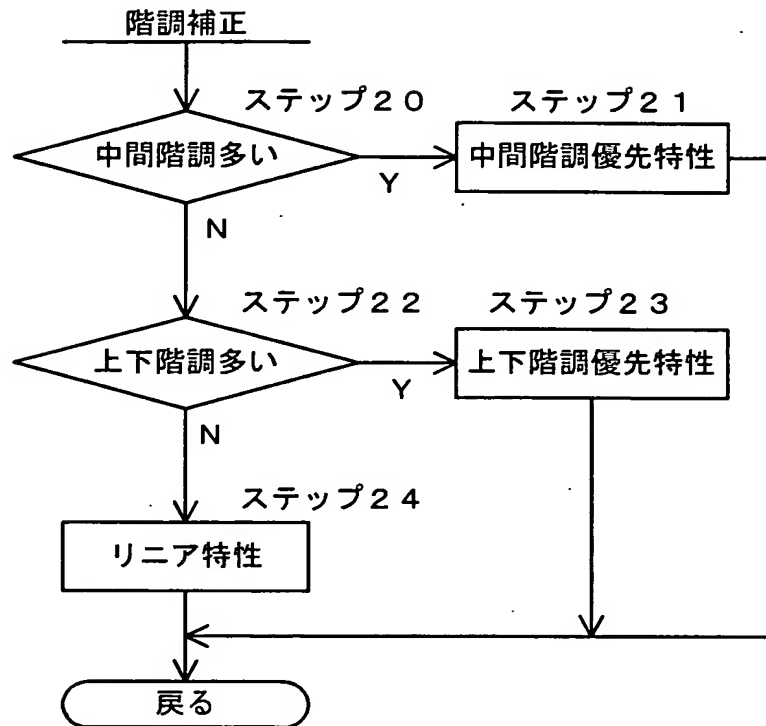 階調補正
ステップ２０
ステップ２１
中間階調多い
中間階調優先特性
Y
N
ステップ２２
ステップ２３
上下階調多い
上下階調優先特性
Y
N
ステップ２４
リニア特性
戻る